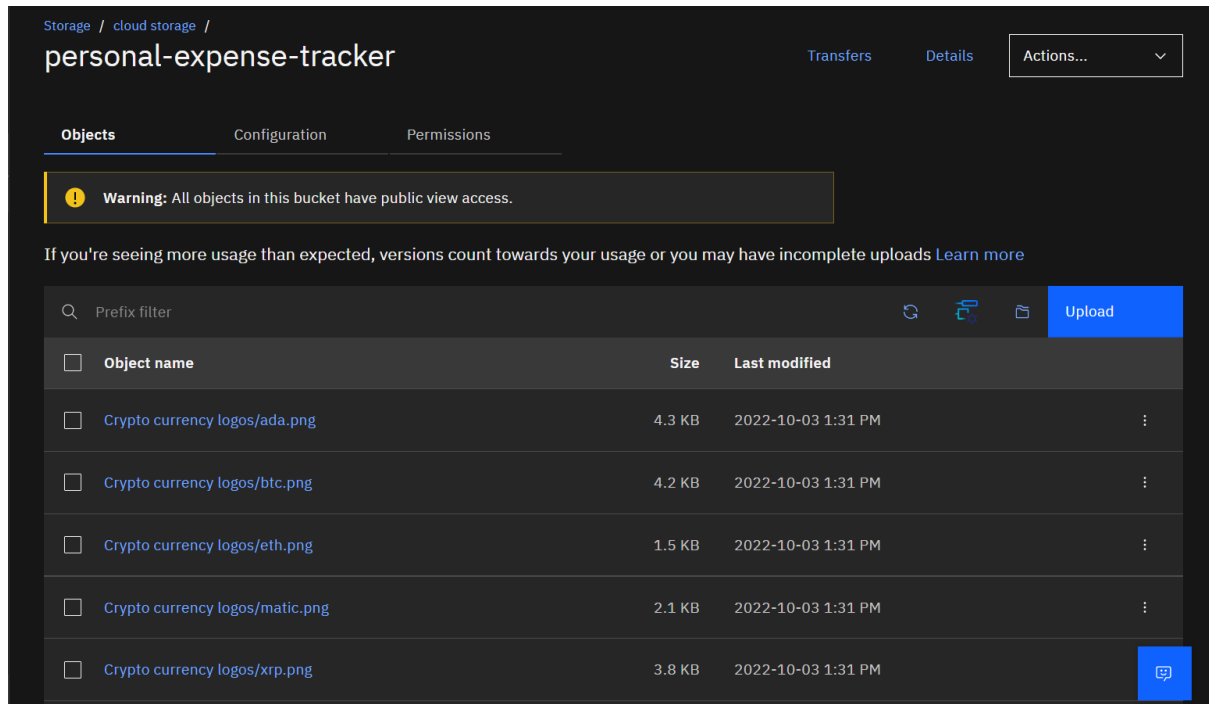 Storage / cloud storage /
personal-expense-tracker
Transfers Details Actions...
Objects Configuration Permissions
Warning: All objects in this bucket have public view access.
If you're seeing more usage than expected, versions count towards your usage or you may have incomplete uploads Learn more
Prefix filter Upload
Object name Size Last modified
Crypto currency logos/ada.png 4.3 KB 2022-10-03 1:31 PM
Crypto currency logos/btc.png 4.2 KB 2022-10-03 1:31 PM
Crypto currency logos/eth.png 1.5 KB 2022-10-03 1:31 PM
Crypto currency logos/matic.png 2.1 KB 2022-10-03 1:31 PM
Crypto currency logos/xrp.png 3.8 KB 2022-10-03 1:31 PM